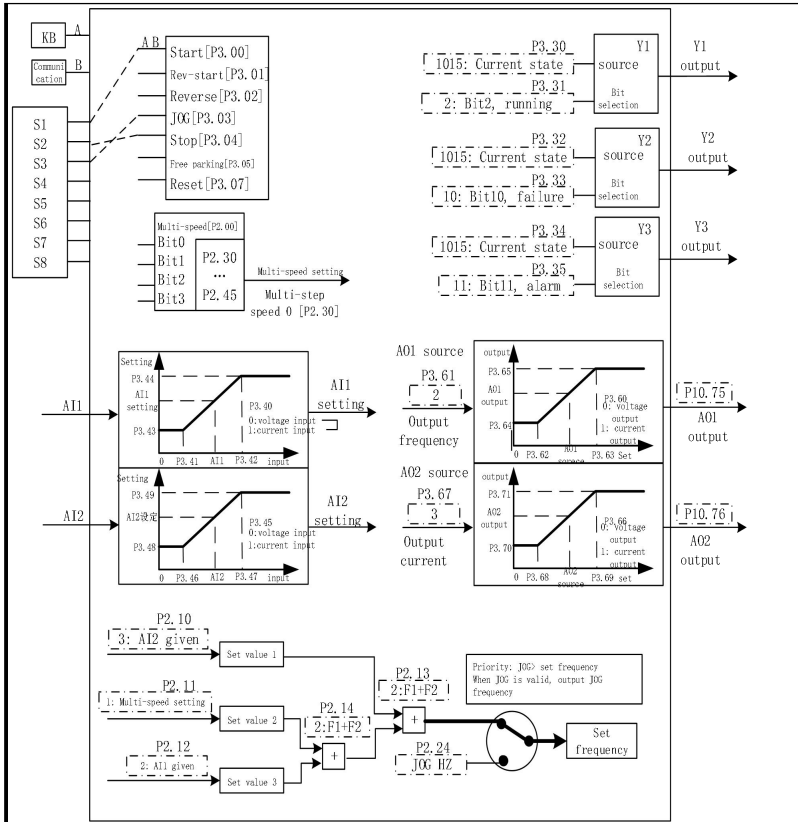 KB
A
Communi
cation
B
S1
S2
S3
S4
S5
S6
S7
S8
A B
Start[P3.00]
Rev-start[P3.01]
Reverse[P3.02]
JOG[P3.03]
Stop[P3.04]
Free parking[P3.05]
Reset[P3.07]
Multi-speed[P2.00]
Bit0
Bit1
Bit2
Bit3
P2.30
...
P2.45
Multi-speed setting
Multi-step
speed 0 [P2.30]
P3.30
1015: Current state
P3.31
2: Bit2, running
Y1
source
Bit
selection
Y1
output
P3.32
1015: Current state
P3.33
10: Bit10, failure
Y2
source
Bit
selection
Y2
output
P3.34
1015: Current state
P3.35
11: Bit11, alarm
Y3
source
Bit
selection
Y3
output
AI1
Setting
P3.44
AI1
setting
P3.43
P3.40
0:voltage input
1:current input
0 P3.41 AI1 P3.42 input
AI1
setting
AI2
Setting
P3.49
AI2设定
P3.48
P3.45
0:voltage input
1:current input
0 P3.46 AI2 P3.47 input
AI2
setting
AO1 source
P3.61
2
Output
frequency
output
P3.65
AO1
output
P3.64
P3.60
0: voltage
output
1: current
output
0 P3.62 AO1 P3.63 Set
source
P10.75
AO1
output
AO2 source
P3.67
3
Output
current
output
P3.71
AO2
output
P3.70
P3.66
0: voltage
output
1: current
output
0 P3.68 AO2 P3.69 set
source
P10.76
AO2
output
P2.10
3: AI2 given
Set value 1
P2.11
1: Multi-speed setting
Set value 2
P2.12
2: AI1 given
Set value 3
P2.14
2:F1+F2
+
P2.13
2:F1+F2
+
P2.24
JOG HZ
Priority: JOG> set frequency
When JOG is valid, output JOG
frequency
Set
frequency